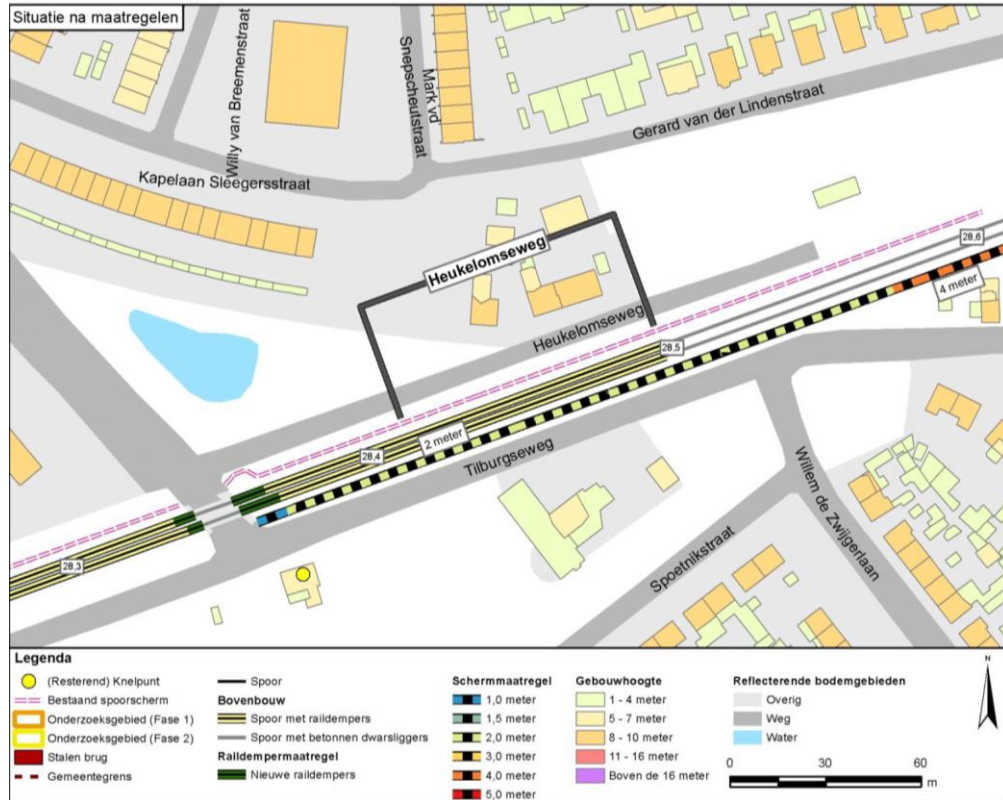 Situatie na maatregelen
Willy van Breemenstraat
Snepscheutstraat
Mark vd
Gerard van der Lindenstraat
Kapelaan Sleegersstraat
Heukelomseweg
28,6
4 meter
Heukelomseweg
28,5
2 meter
28,4
Tilburgseweg
Willem de Zwijgerlaan
Spoetnikstraat
28,3
Legenda
(Resterend) Knelpunt
Bestaand spoorscherm
Onderzoeksgebied (Fase 1)
Onderzoeksgebied (Fase 2)
Stalen brug
Gemeentegrens
Spoor
Bovenbouw
Spoor met raildempers
Spoor met betonnen dwarsliggers
Raildempermaatregel
Nieuwe raildempers
Schermmaatregel
1,0 meter
1,5 meter
2,0 meter
3,0 meter
4,0 meter
5,0 meter
Gebouwhoogte
1 - 4 meter
5 - 7 meter
8 - 10 meter
11 - 16 meter
Boven de 16 meter
Reflecterende bodemgebieden
Overig
Weg
Water
N
0 30 60
m